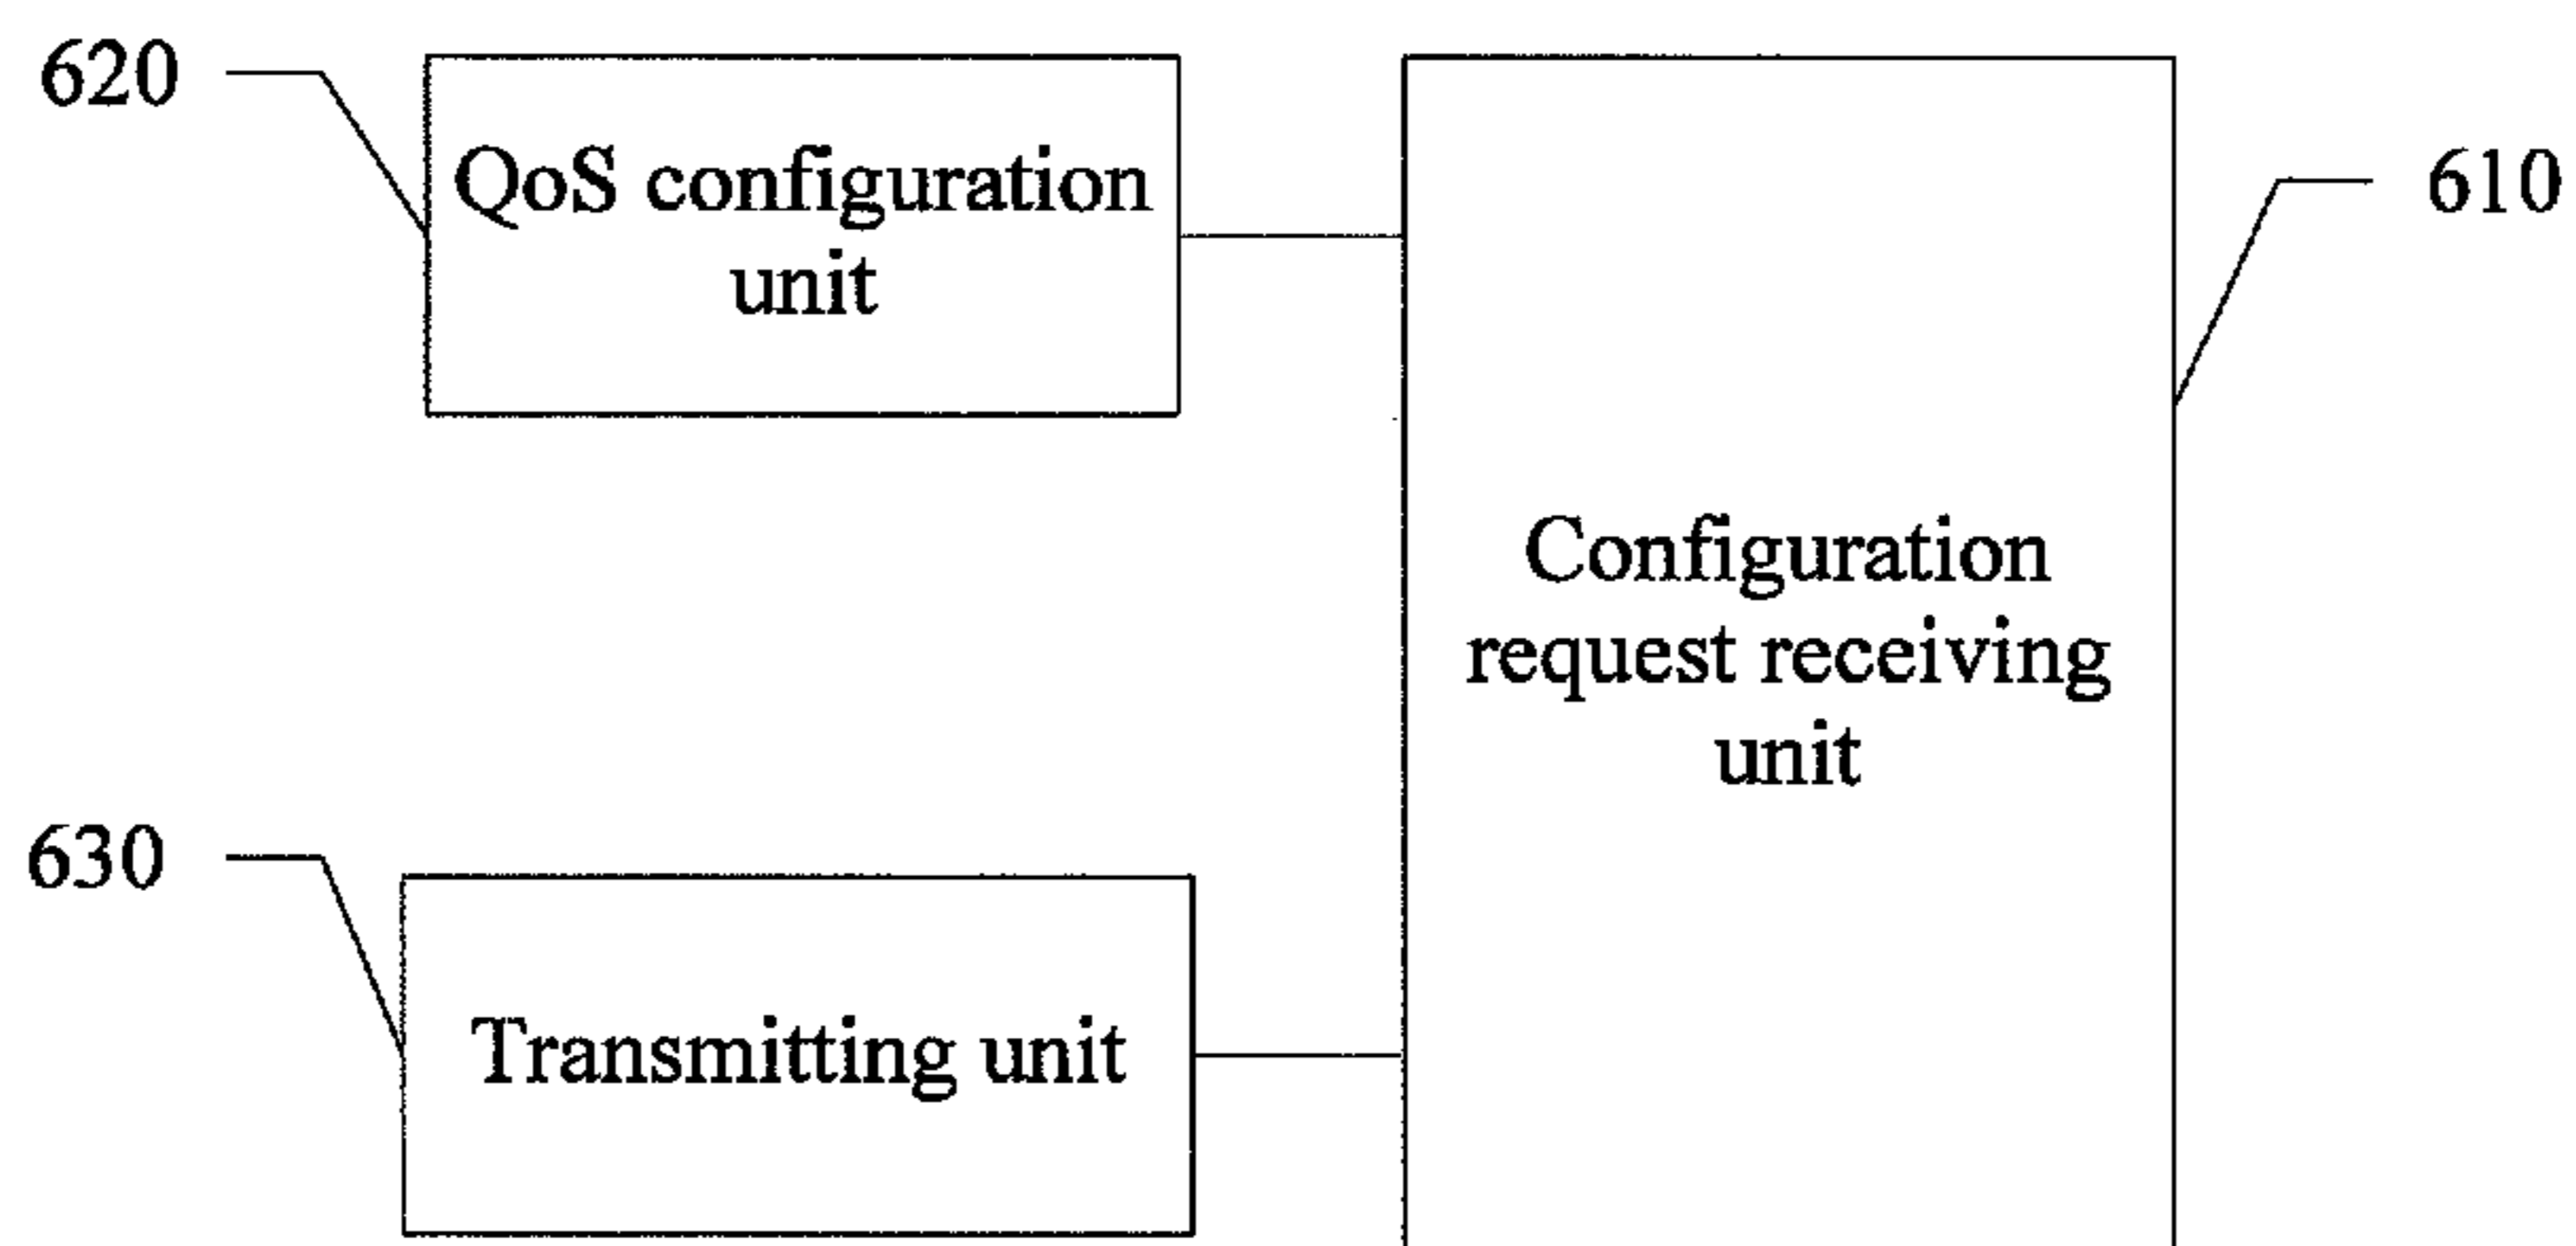 620
QoS configuration
unit
610
Configuration
request receiving
unit
630
Transmitting unit